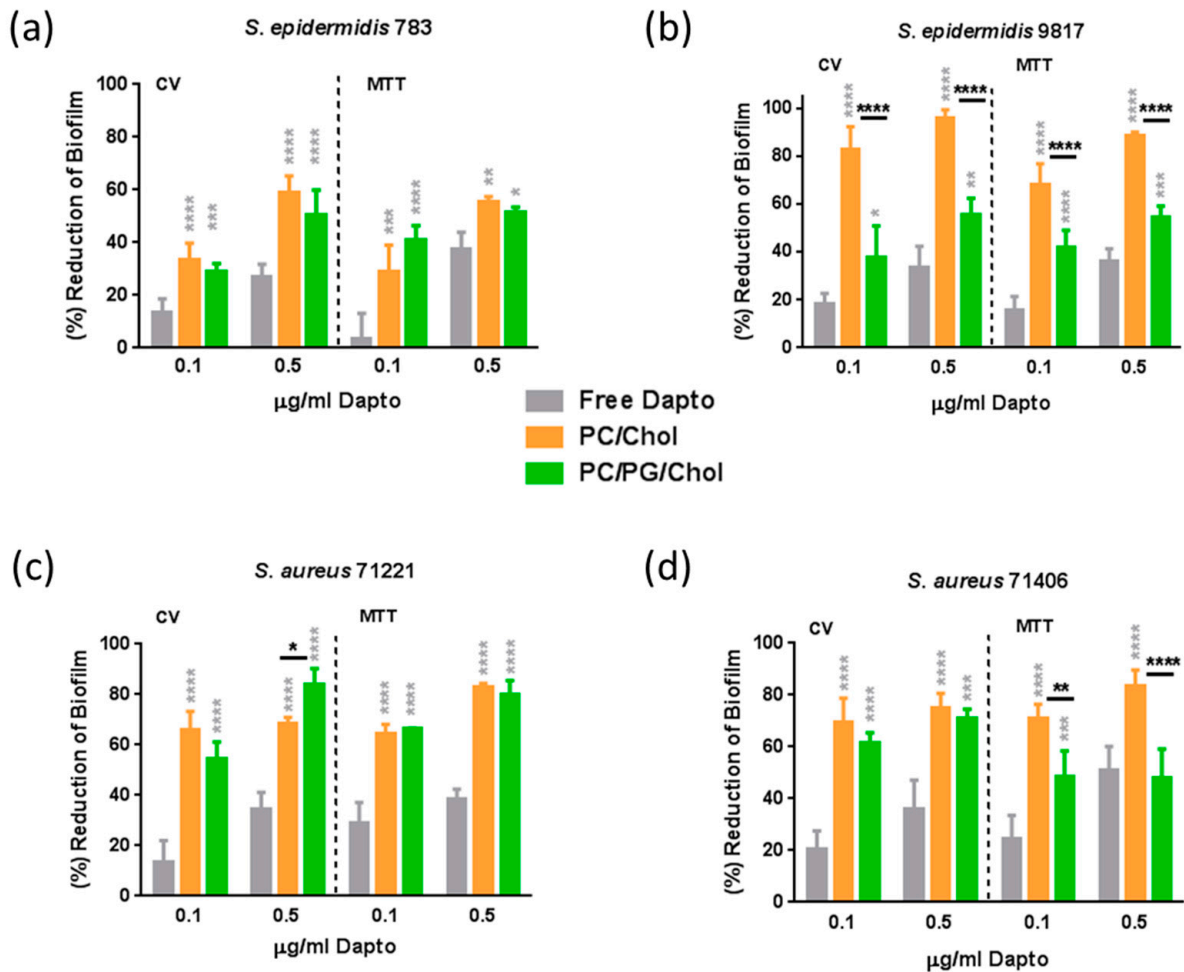 (a)
S. epidermidis 783
CV
MTT
(%) Reduction of Biofilm
100
80
60
40
20
0
****
***
****
****
***
****
**
*
0.1
0.5
0.1
0.5
µg/ml Dapto
(b)
S. epidermidis 9817
CV
MTT
(%) Reduction of Biofilm
100
80
60
40
20
0
****
****
*
****
****
**
****
****
****
****
****
***
0.1
0.5
0.1
0.5
µg/ml Dapto
Free Dapto
PC/Chol
PC/PG/Chol
(c)
S. aureus 71221
CV
MTT
(%) Reduction of Biofilm
100
80
60
40
20
0
****
****
****
*
****
****
****
****
****
0.1
0.5
0.1
0.5
µg/ml Dapto
(d)
S. aureus 71406
CV
MTT
(%) Reduction of Biofilm
100
80
60
40
20
0
****
****
****
***
****
**
***
****
****
0.1
0.5
0.1
0.5
µg/ml Dapto